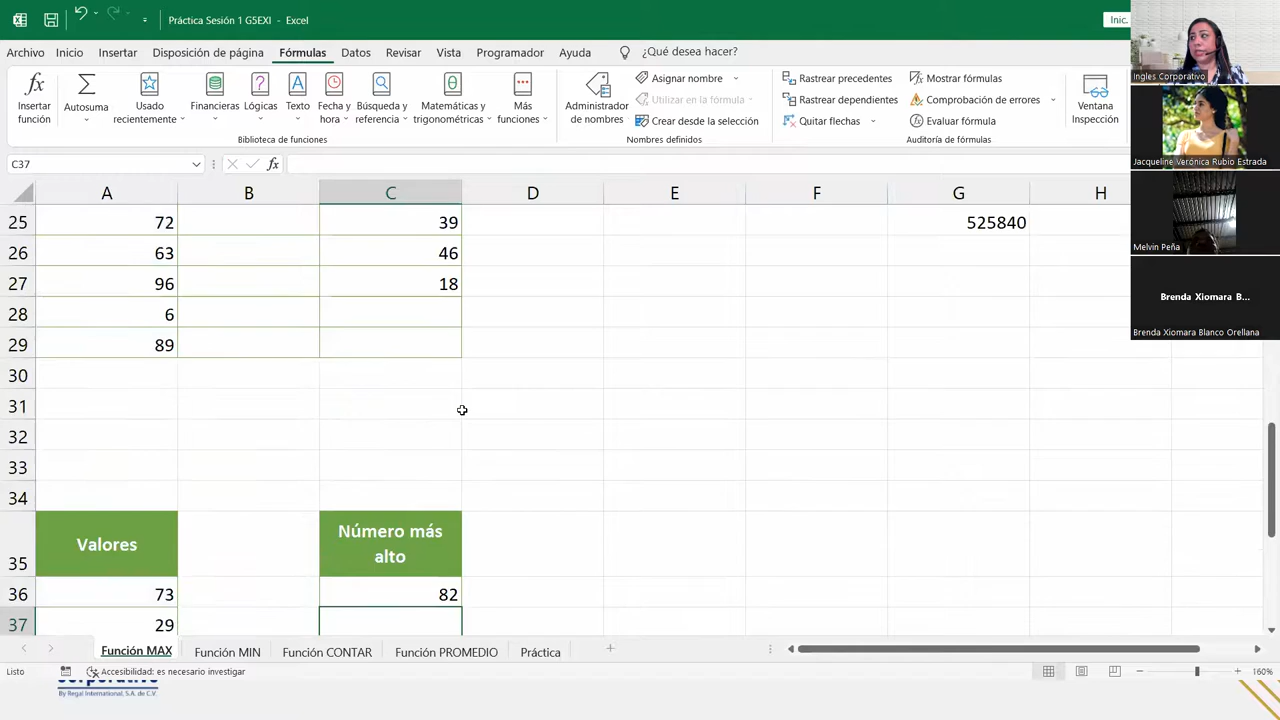 Práctica Sesión 1 G5EXI - Excel
Inic.
Archivo Inicio Insertar Disposición de página Fórmulas Datos Revisar Vista Ayuda ¿Qué desea hacer?
Insertar función
Autosuma
Usado recientemente
Financieras
Lógicas
Texto
Fecha y hora
Búsqueda y referencia
Matemáticas y trigonométricas
Más funciones
Biblioteca de funciones
Administrador de nombres
Asignar nombre
Utilizar en la fórmula
Crear desde la selección
Nombres definidos
Rastrear precedentes
Rastrear dependientes
Quitar flechas
Mostrar fórmulas
Comprobación de errores
Evaluar fórmula
Auditoría de fórmulas
Ventana Inspección
Ingles Corporativo
Jacqueline Verónica Rubio Estrada
Melvin Peña
Brenda Xiomara B...
Brenda Xiomara Blanco Orellana
C37
fx
A B C D E F G H
25 72 39 525840
26 63 46
27 96 18
28 6
29 89
30
31
32
33
34
35 Valores Número más alto
36 73 82
37 29
Función MAX Función MIN Función CONTAR Función PROMEDIO Práctica
Listo
Accesibilidad: es necesario investigar
160%
By Regal International, S.A. de C.V.